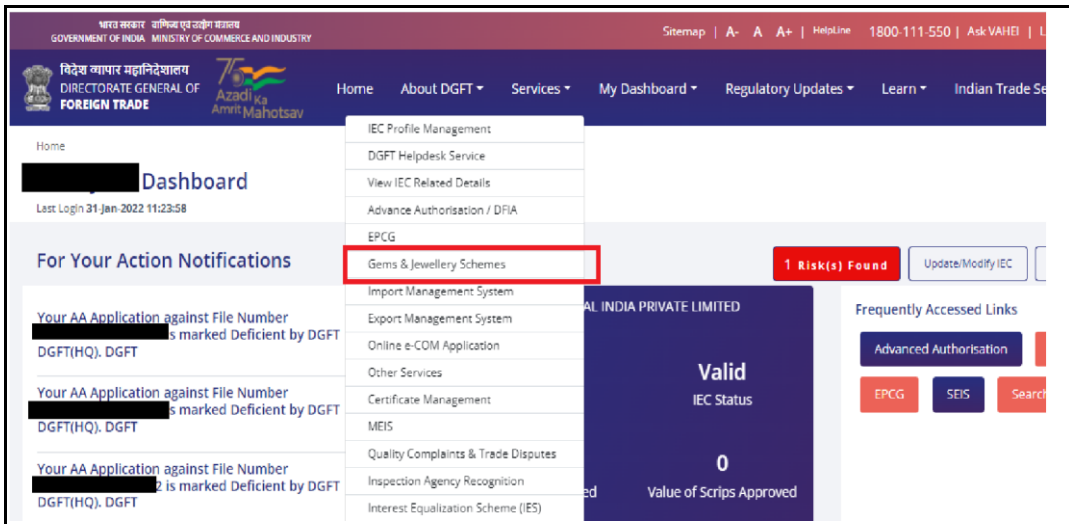 भारत सरकार वाणिज्य एवं उद्योग मंत्रालय
GOVERNMENT OF INDIA MINISTRY OF COMMERCE AND INDUSTRY
Sitemap | A- A A+ | HelpLine 1800-111-550 | Ask VAHEI |
विदेश व्यापार महानिदेशालय
DIRECTORATE GENERAL OF
FOREIGN TRADE
75
Azadi Ka
Amrit Mahotsav
Home About DGFT Services My Dashboard Regulatory Updates Learn Indian Trade Se
IEC Profile Management
DGFT Helpdesk Service
View IEC Related Details
Advance Authorisation / DFIA
EPCG
Gems & Jewellery Schemes
Import Management System
Export Management System
Online e-COM Application
Other Services
Certificate Management
MEIS
Quality Complaints & Trade Disputes
Inspection Agency Recognition
Interest Equalization Scheme (IES)
Home
Dashboard
Last Login 31-Jan-2022 11:23:58
For Your Action Notifications
1 Risk(s) Found
Update/Modify IEC
Your AA Application against File Number
s marked Deficient by DGFT
DGFT(HQ). DGFT
Your AA Application against File Number
s marked Deficient by DGFT
DGFT(HQ). DGFT
Your AA Application against File Number
2 is marked Deficient by DGFT
DGFT(HQ). DGFT
AL INDIA PRIVATE LIMITED
Valid
IEC Status
0
ed Value of Scrips Approved
Frequently Accessed Links
Advanced Authorisation
EPCG SEIS Search